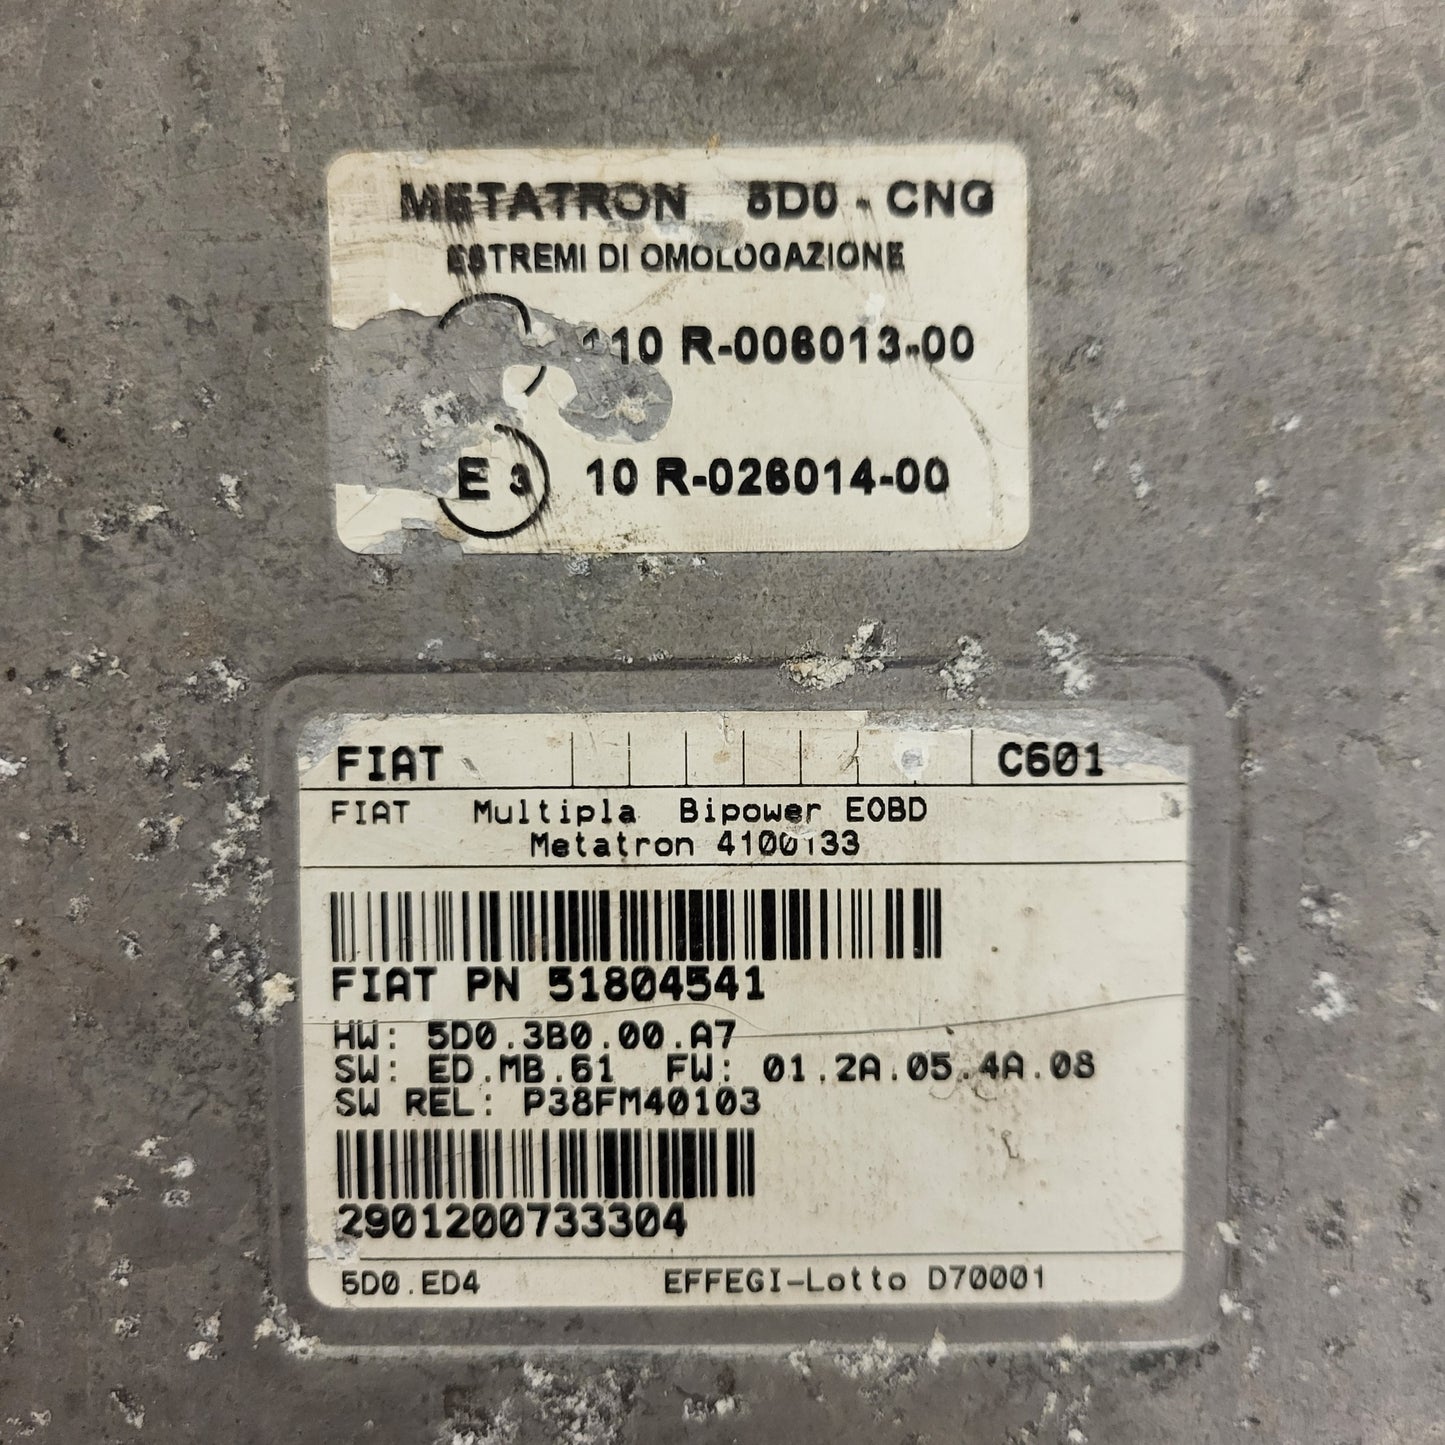 METATRON 5D0 - CNG
ESTREMI DI OMOLOGAZIONE
110 R-006013-00
E 3 10 R-026014-00
FIAT C601
FIAT Multipla Bipower EOBD
Metatron 4100133
FIAT PN 51804541
HW: 5D0.3B0.00.A7
SW: ED.MB.61 FW: 01.2A.05.4A.08
SW REL: P38FM40103
2901200733304
5D0.ED4 EFFEGI-Lotto D70001